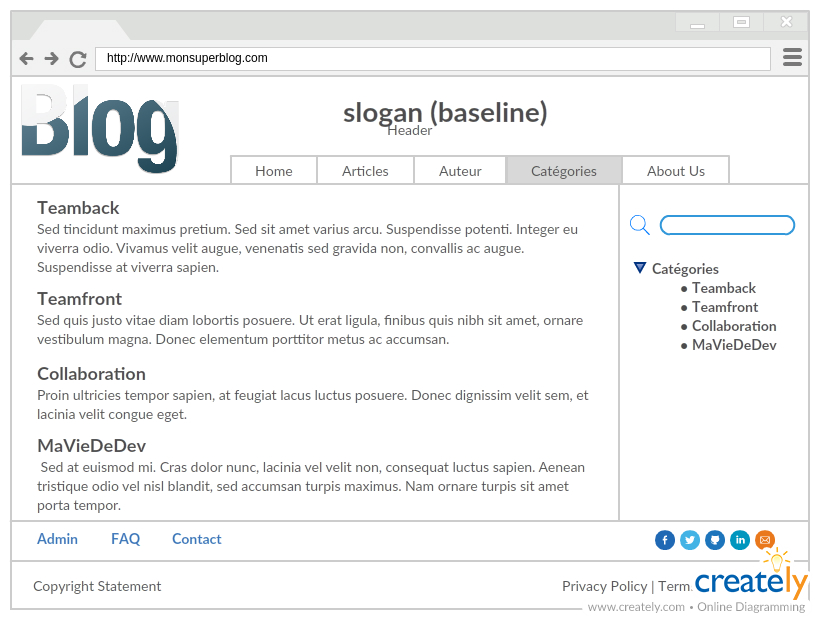 http://www.monsuperblog.com
Blog
slogan (baseline)
Header
Home Articles Auteur Catégories About Us
Teamback
Sed tincidunt maximus pretium. Sed sit amet varius arcu. Suspendisse potenti. Integer eu
viverra odio. Vivamus velit augue, venenatis sed gravida non, convallis ac augue.
Suspendisse at viverra sapien.
Teamfront
Sed quis justo vitae diam lobortis posuere. Ut erat ligula, finibus quis nibh sit amet, ornare
vestibulum magna. Donec elementum porttitor metus ac accumsan.
Collaboration
Proin ultricies tempor sapien, at feugiat lacus luctus posuere. Donec dignissim velit sem, et
lacinia velit congue eget.
MaVieDeDev
Sed at euismod mi. Cras dolor nunc, lacinia vel velit non, consequat luctus sapien. Aenean
tristique odio vel nisl blandit, sed accumsan turpis maximus. Nam ornare turpis sit amet
porta tempor.
Catégories
• Teamback
• Teamfront
• Collaboration
• MaVieDeDev
Admin FAQ Contact
f in
Copyright Statement
Privacy Policy | Term
creately
www.creately.com • Online Diagramming